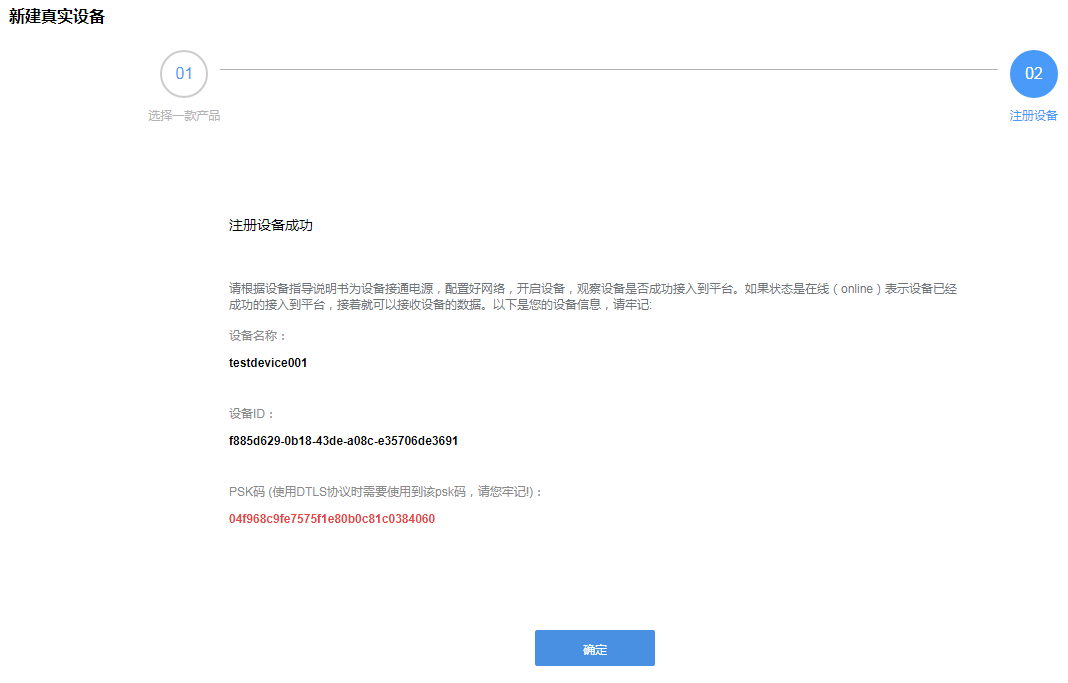 新建真实设备
01
02
选择一款产品
注册设备
注册设备成功
请根据设备指导说明书为设备接通电源，配置好网络，开启设备，观察设备是否成功接入到平台。如果状态是在线（online）表示设备已经
成功的接入到平台，接着就可以接收设备的数据。以下是您的设备信息，请牢记:
设备名称：
testdevice001
设备ID：
f885d629-0b18-43de-a08c-e35706de3691
PSK码 (使用DTLS协议时需要使用到该psk码，请您牢记!)：
04f968c9fe7575f1e80b0c81c0384060
确定